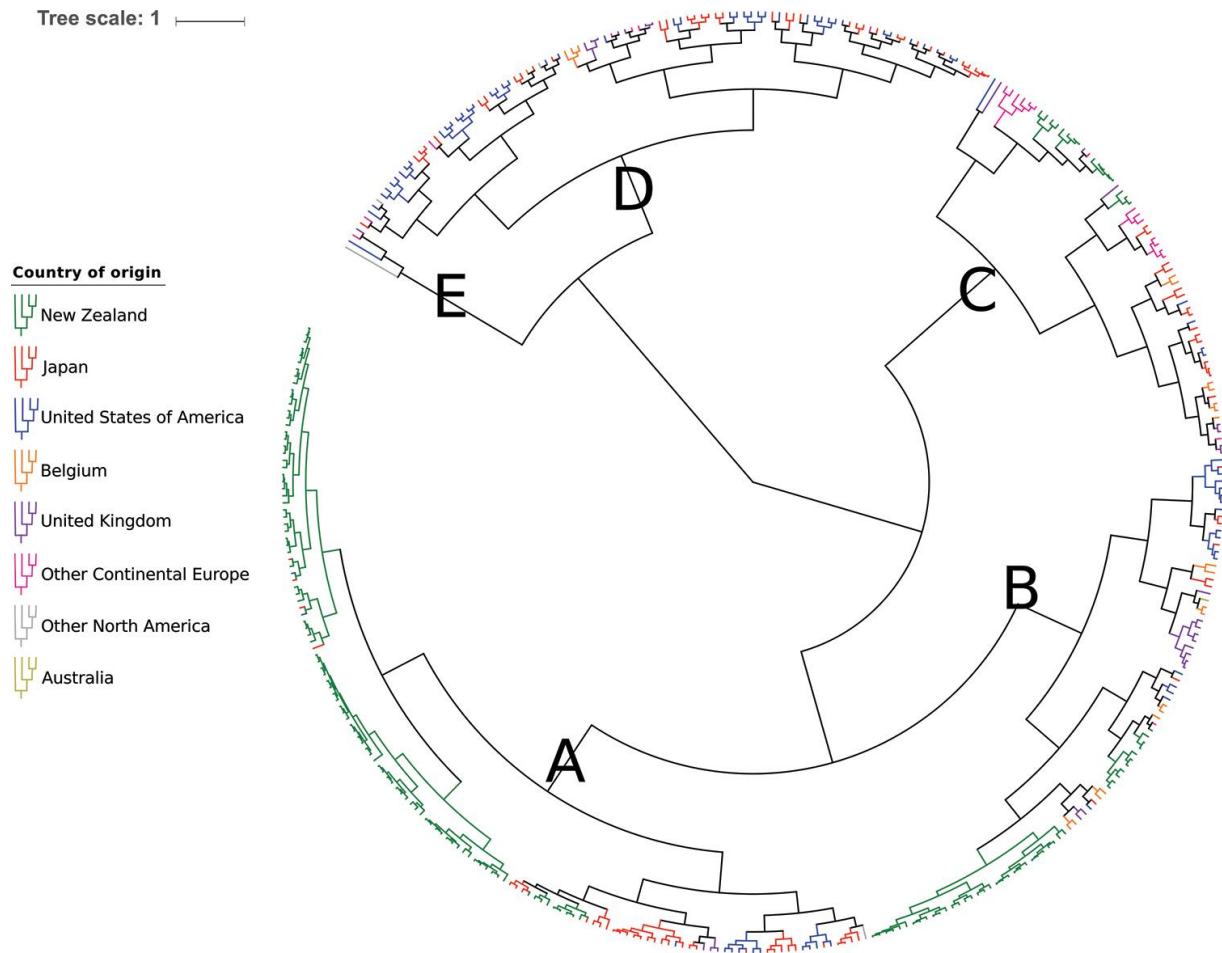 Tree scale: 1
D
E
C
Country of origin
New Zealand
Japan
United States of America
Belgium
United Kingdom
Other Continental Europe
Other North America
Australia
B
A